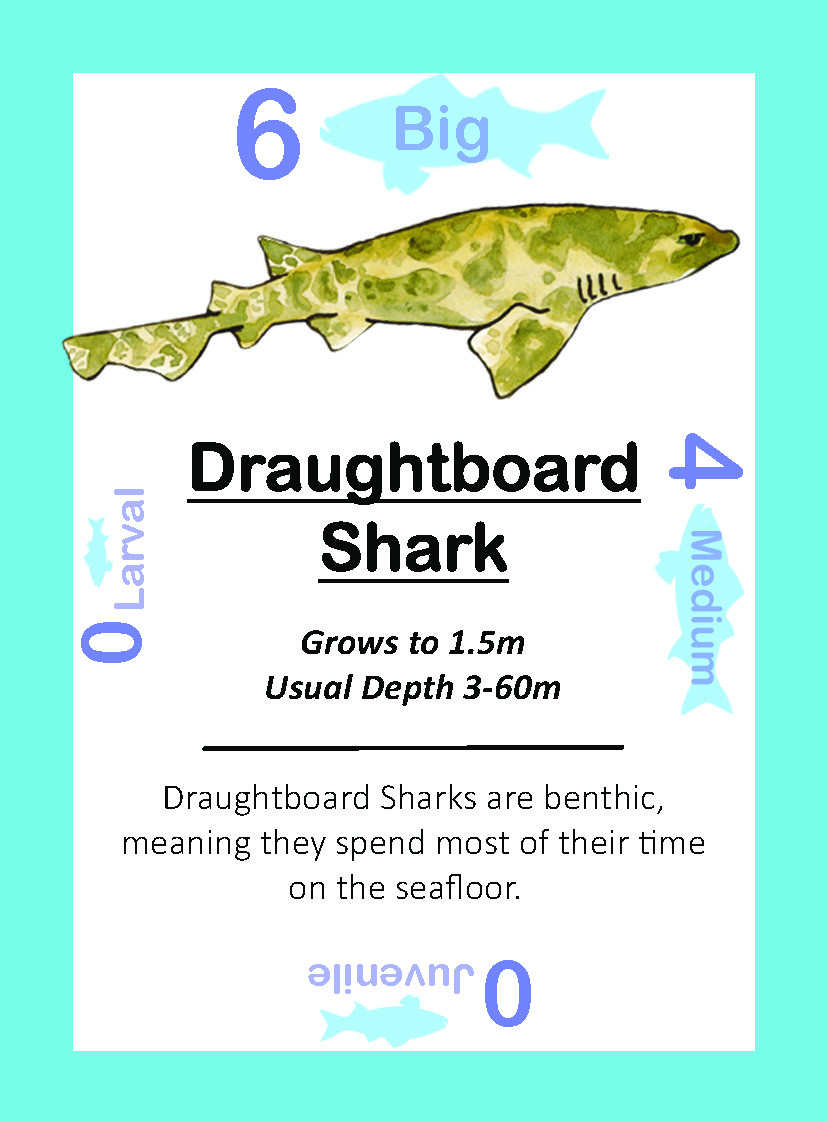 6 Big
Draughtboard
Shark
4 Medium
0 Larval
Grows to 1.5m
Usual Depth 3-60m
Draughtboard Sharks are benthic,
meaning they spend most of their time
on the seafloor.
0 Juvenile